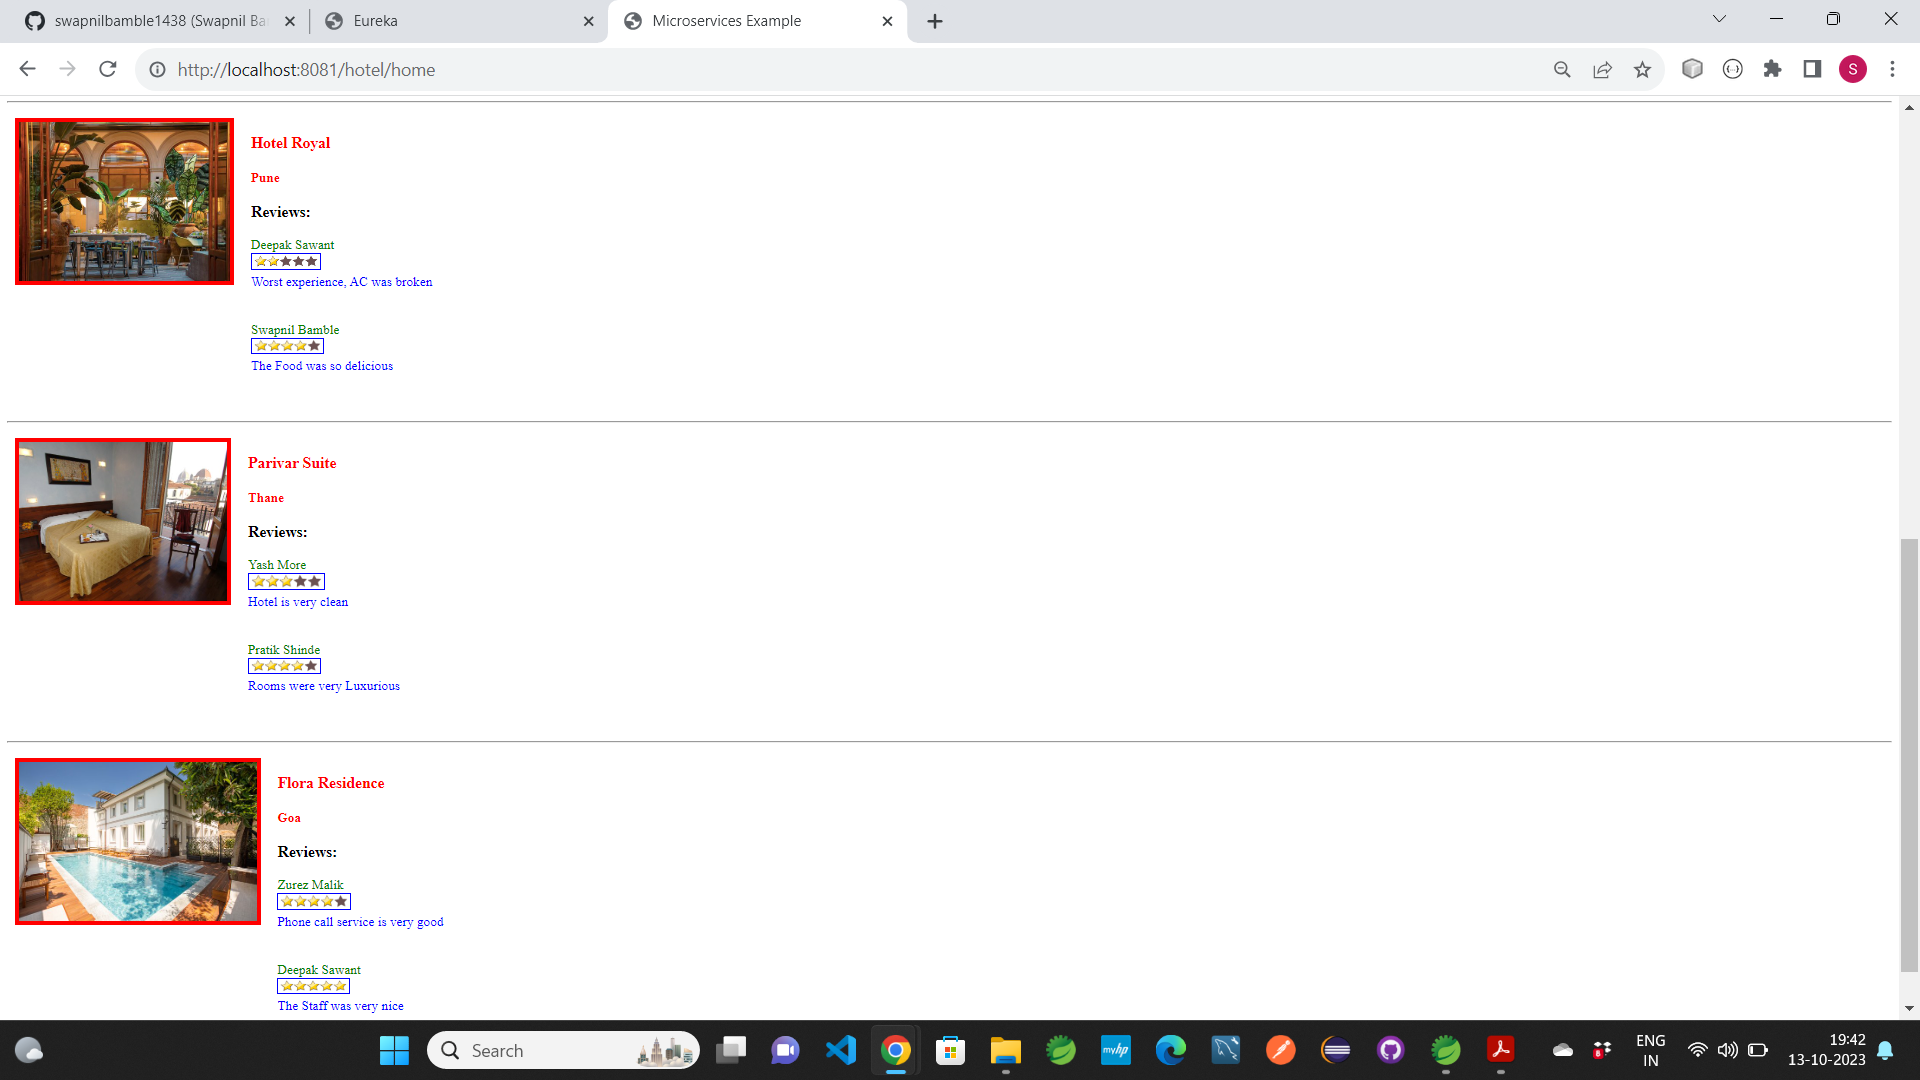 swapnilbamble1438 (Swapnil Ba
Eureka
Microservices Example
http://localhost:8081/hotel/home
S
Hotel Royal
Pune
Reviews:
Deepak Sawant
Worst experience, AC was broken
Swapnil Bamble
The Food was so delicious
Parivar Suite
Thane
Reviews:
Yash More
Hotel is very clean
Pratik Shinde
Rooms were very Luxurious
Flora Residence
Goa
Reviews:
Zurez Malik
Phone call service is very good
Deepak Sawant
The Staff was very nice
Search
myhp
8
ENG
IN
19:42
13-10-2023